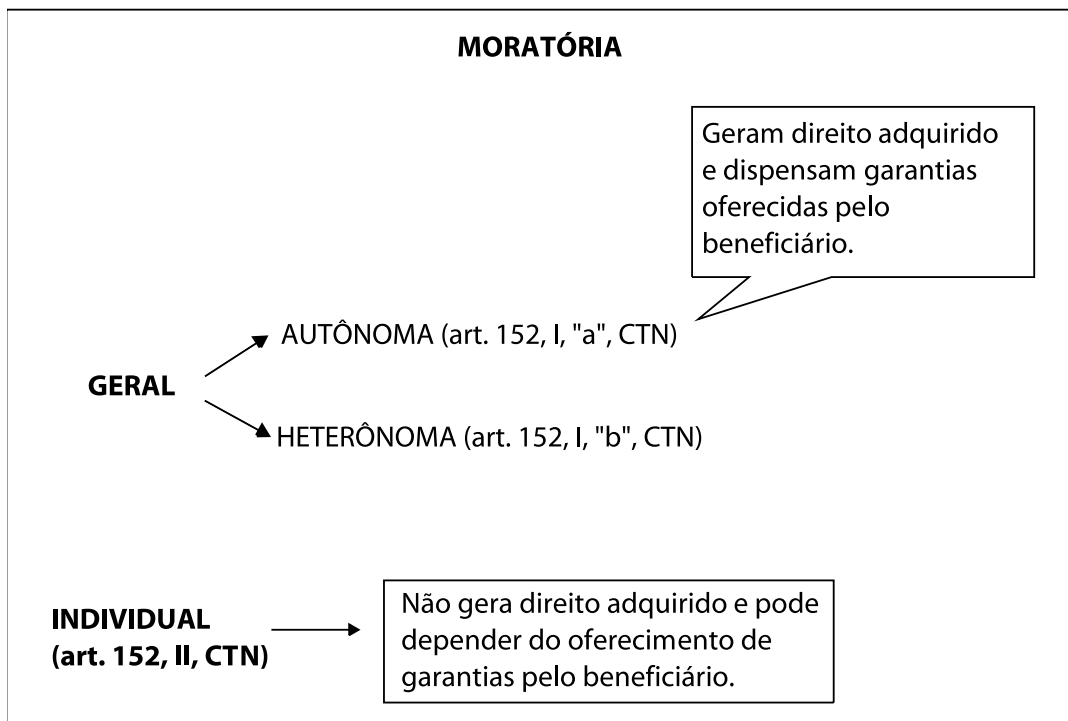 MORATÓRIA
Geram direito adquirido
e dispensam garantias
oferecidas pelo
beneficiário.
AUTÔNOMA (art. 152, I, "a", CTN)
GERAL
HETERÔNOMA (art. 152, I, "b", CTN)
INDIVIDUAL
(art. 152, II, CTN)
Não gera direito adquirido e pode
depender do oferecimento de
garantias pelo beneficiário.